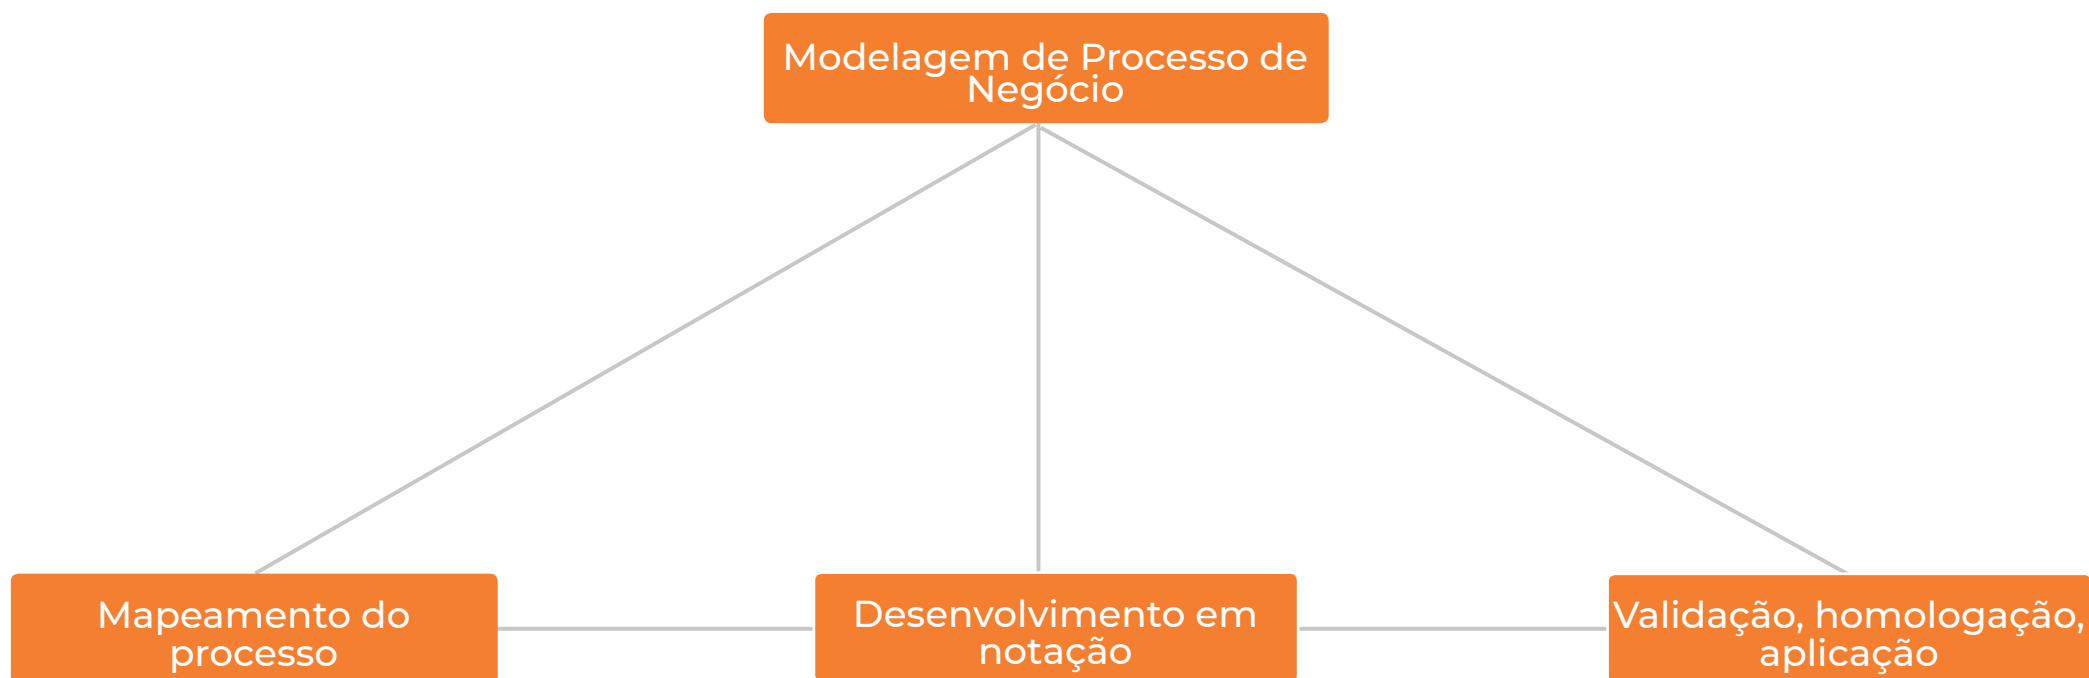 Modelagem de Processo de
Negócio
Mapeamento do
processo
Desenvolvimento em
notação
Validação, homologação,
aplicação